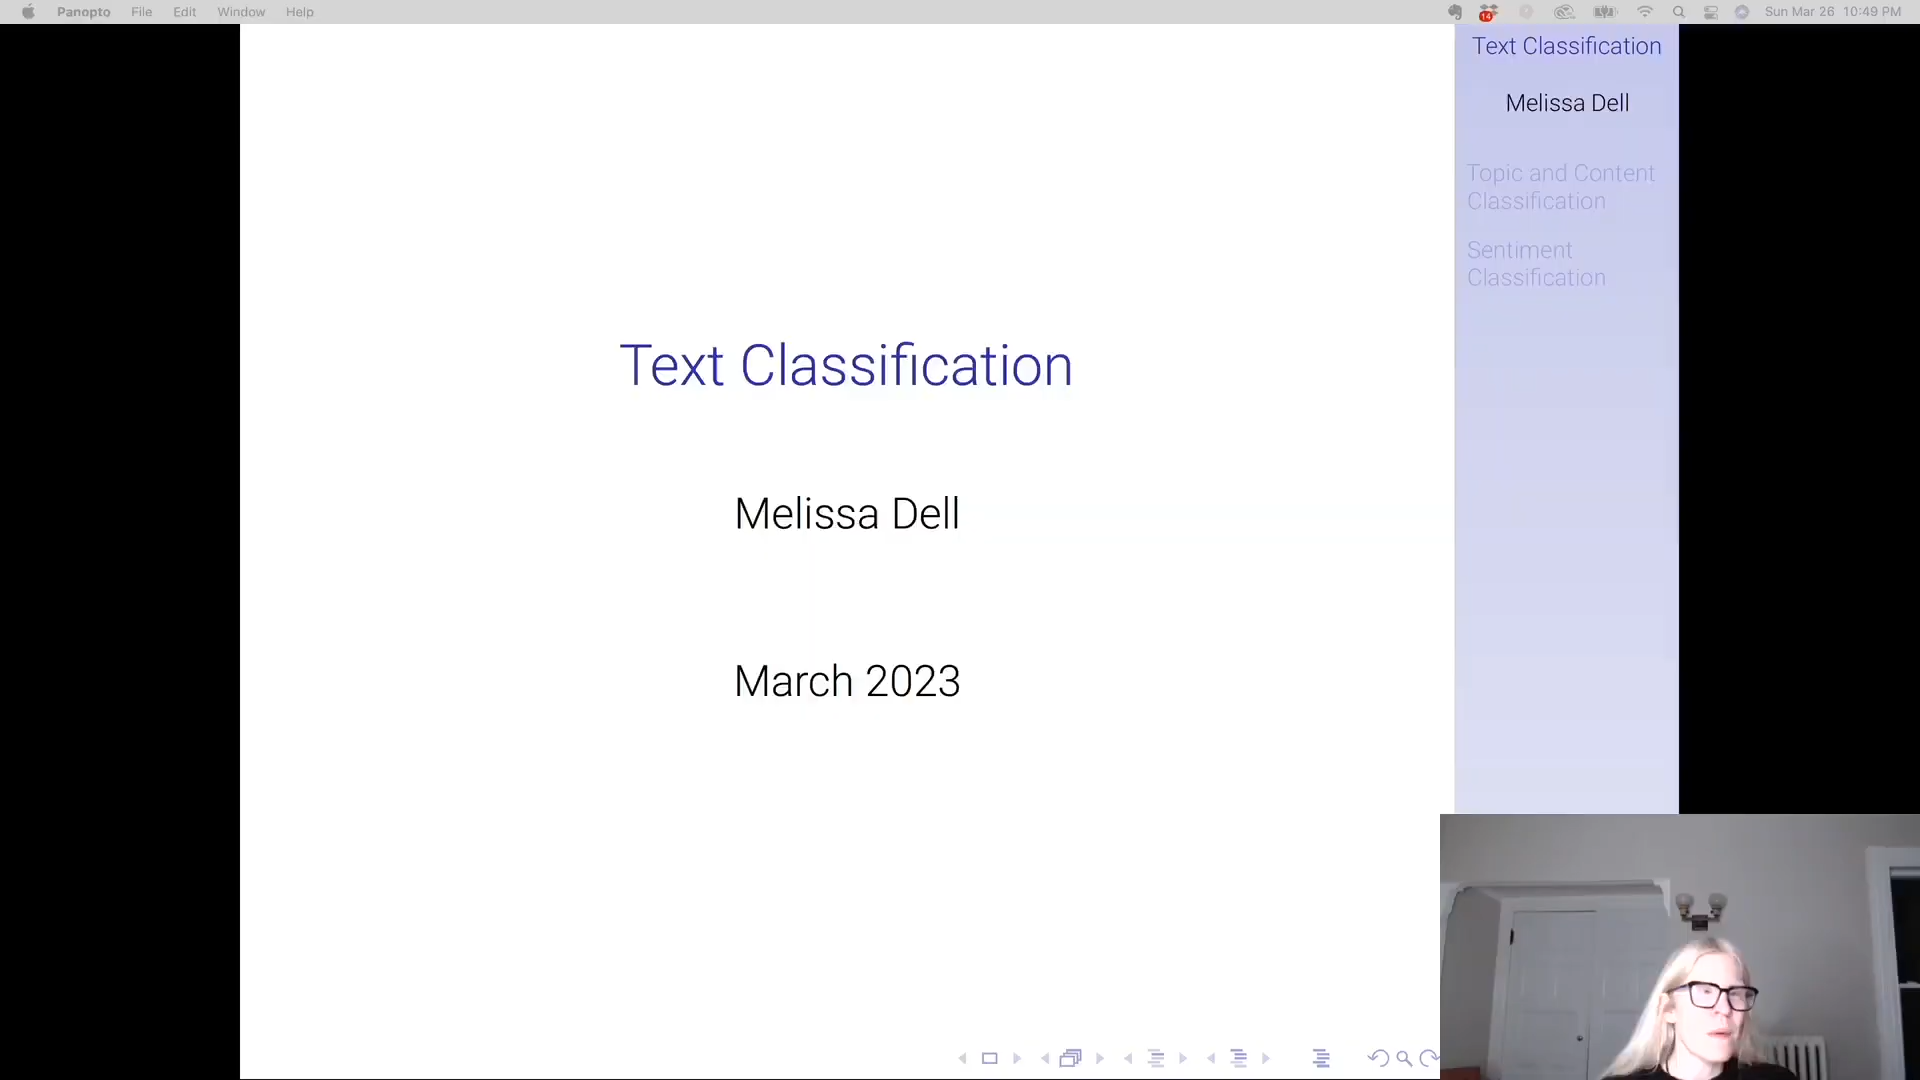 Panopto File Edit Window Help
14
Sun Mar 26 10:49 PM
Text Classification
Melissa Dell
March 2023
Text Classification
Melissa Dell
Topic and Content
Classification
Sentiment
Classification